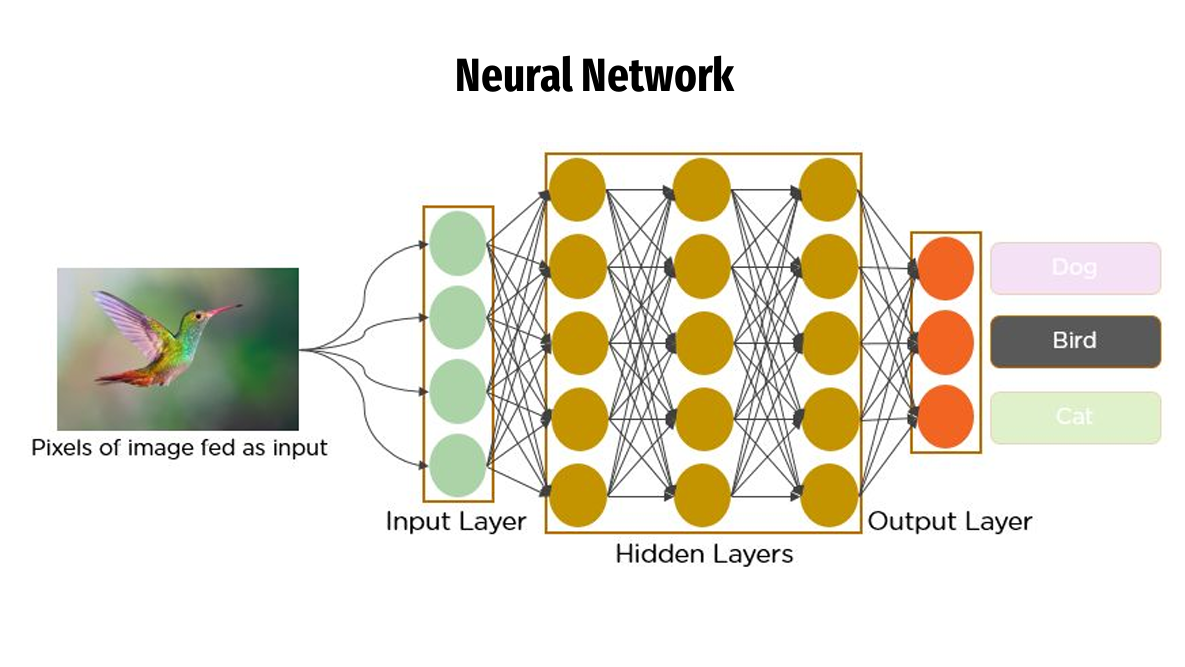 Neural Network
Dog
Bird
Cat
Pixels of image fed as input
Input Layer
Output Layer
Hidden Layers